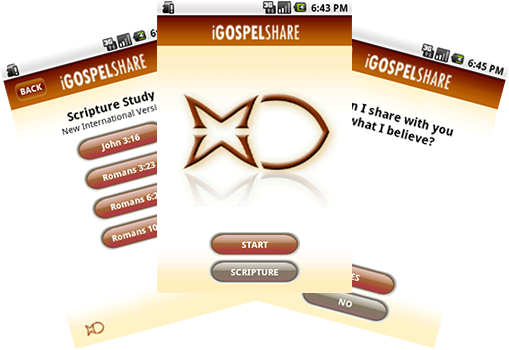 6:43 PM
iGOSPELSHARE
START
SCRIPTURE
BACK
iGOSPELSHARE
Scripture Study
New International Versi
John 3:16
Romans 3:23
Romans 6:2
Romans 10
6:45 PM
iGOSPELSHARE
n I share with you
what I believe?
ES
NO